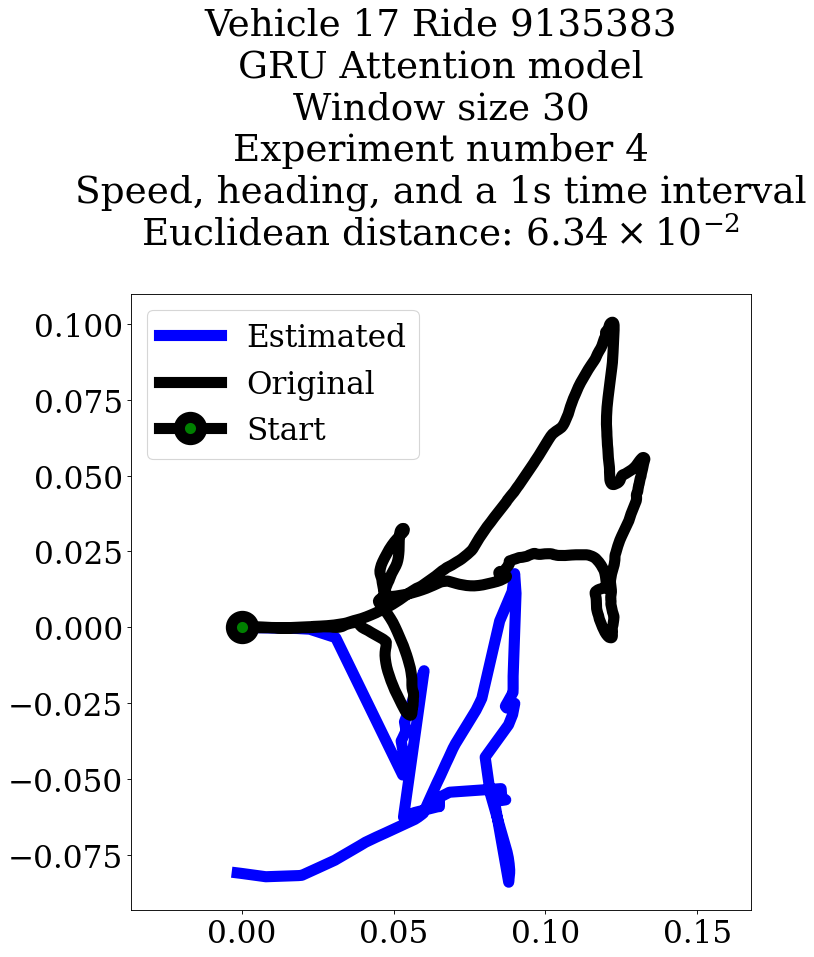 Vehicle 17 Ride 9135383
GRU Attention model
Window size 30
Experiment number 4
Speed, heading, and a 1s time interval
Euclidean distance: 6.34 × 10⁻²
Estimated
Original
Start
0.100
0.075
0.050
0.025
0.000
−0.025
−0.050
−0.075
0.00 0.05 0.10 0.15